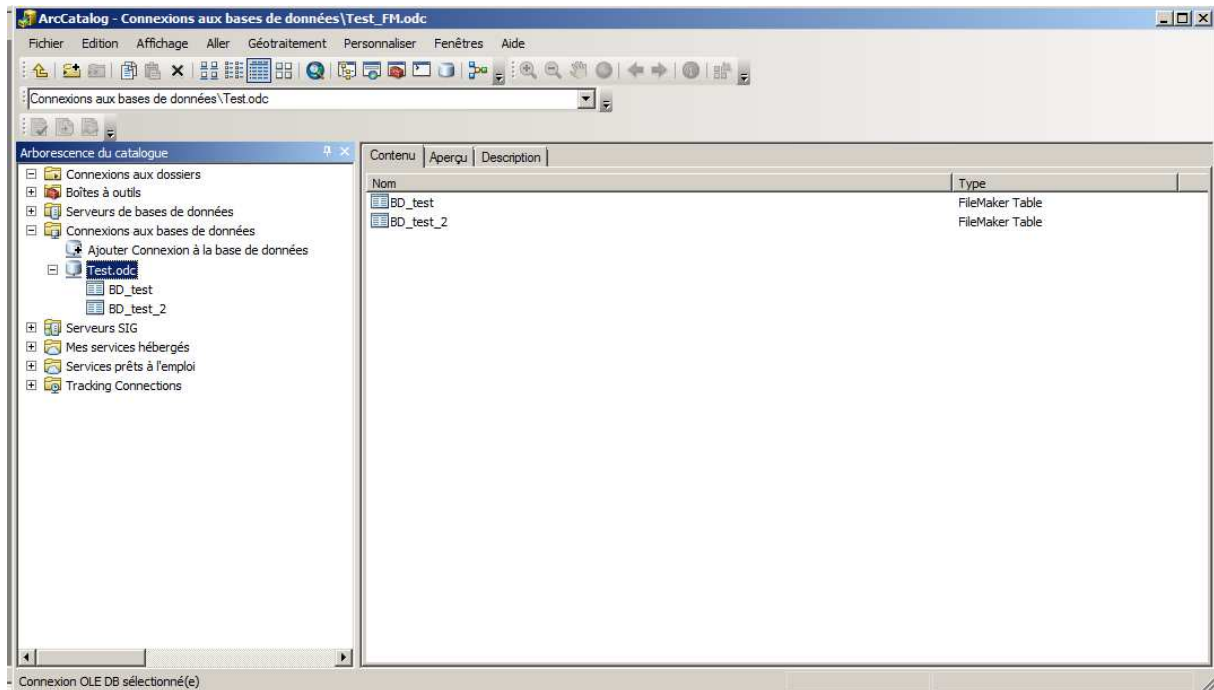 ArcCatalog - Connexions aux bases de données\Test_FM.odc
Fichier Edition Affichage Aller Géotraitement Personnaliser Fenêtres Aide
Connexions aux bases de données\Test.odc
Arborescence du catalogue
Connexions aux dossiers
Boîtes à outils
Serveurs de bases de données
Connexions aux bases de données
Ajouter Connexion à la base de données
Test.odc
BD_test
BD_test_2
Serveurs SIG
Mes services hébergés
Services prêts à l'emploi
Tracking Connections
Contenu Aperçu Description
Nom Type
BD_test FileMaker Table
BD_test_2 FileMaker Table
Connexion OLE DB sélectionné(e)